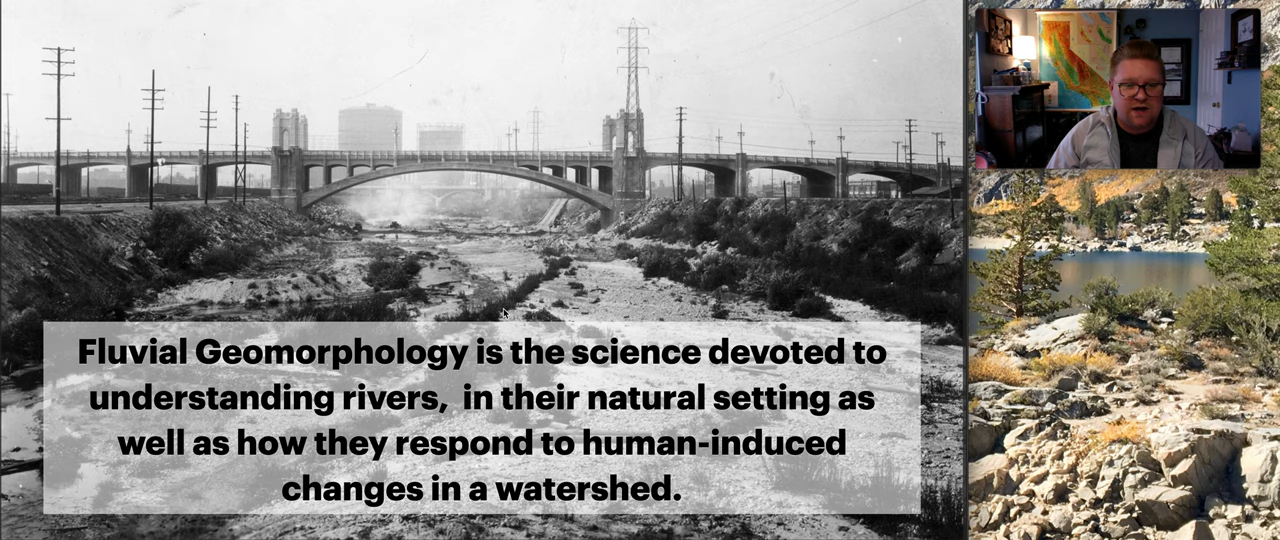 Fluvial Geomorphology is the science devoted to
understanding rivers,  in their natural setting as
well as how they respond to human-induced
changes in a watershed.